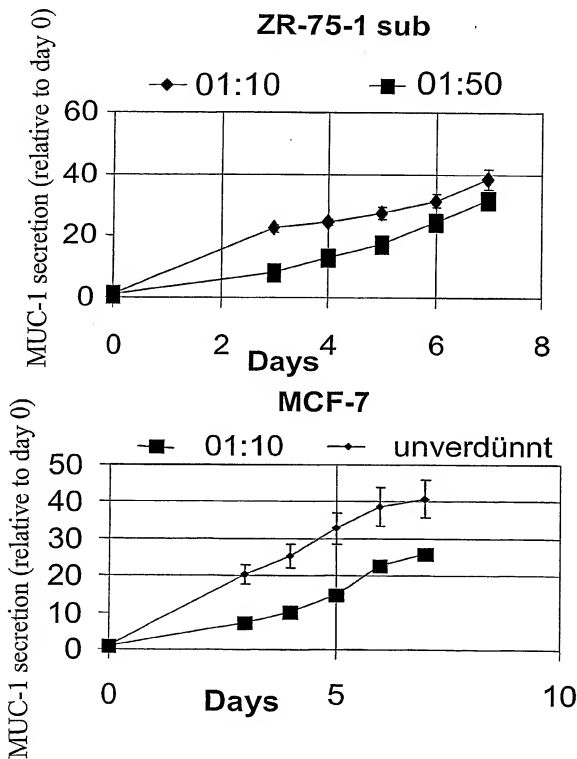 ZR-75-1 sub
01:10 01:50
MUC-1 secretion (relative to day 0)
60
40
20
0
0 2 4 6 8
Days
MCF-7
01:10 unverdünnt
MUC-1 secretion (relative to day 0)
50
40
30
20
10
0
0 5 10
Days